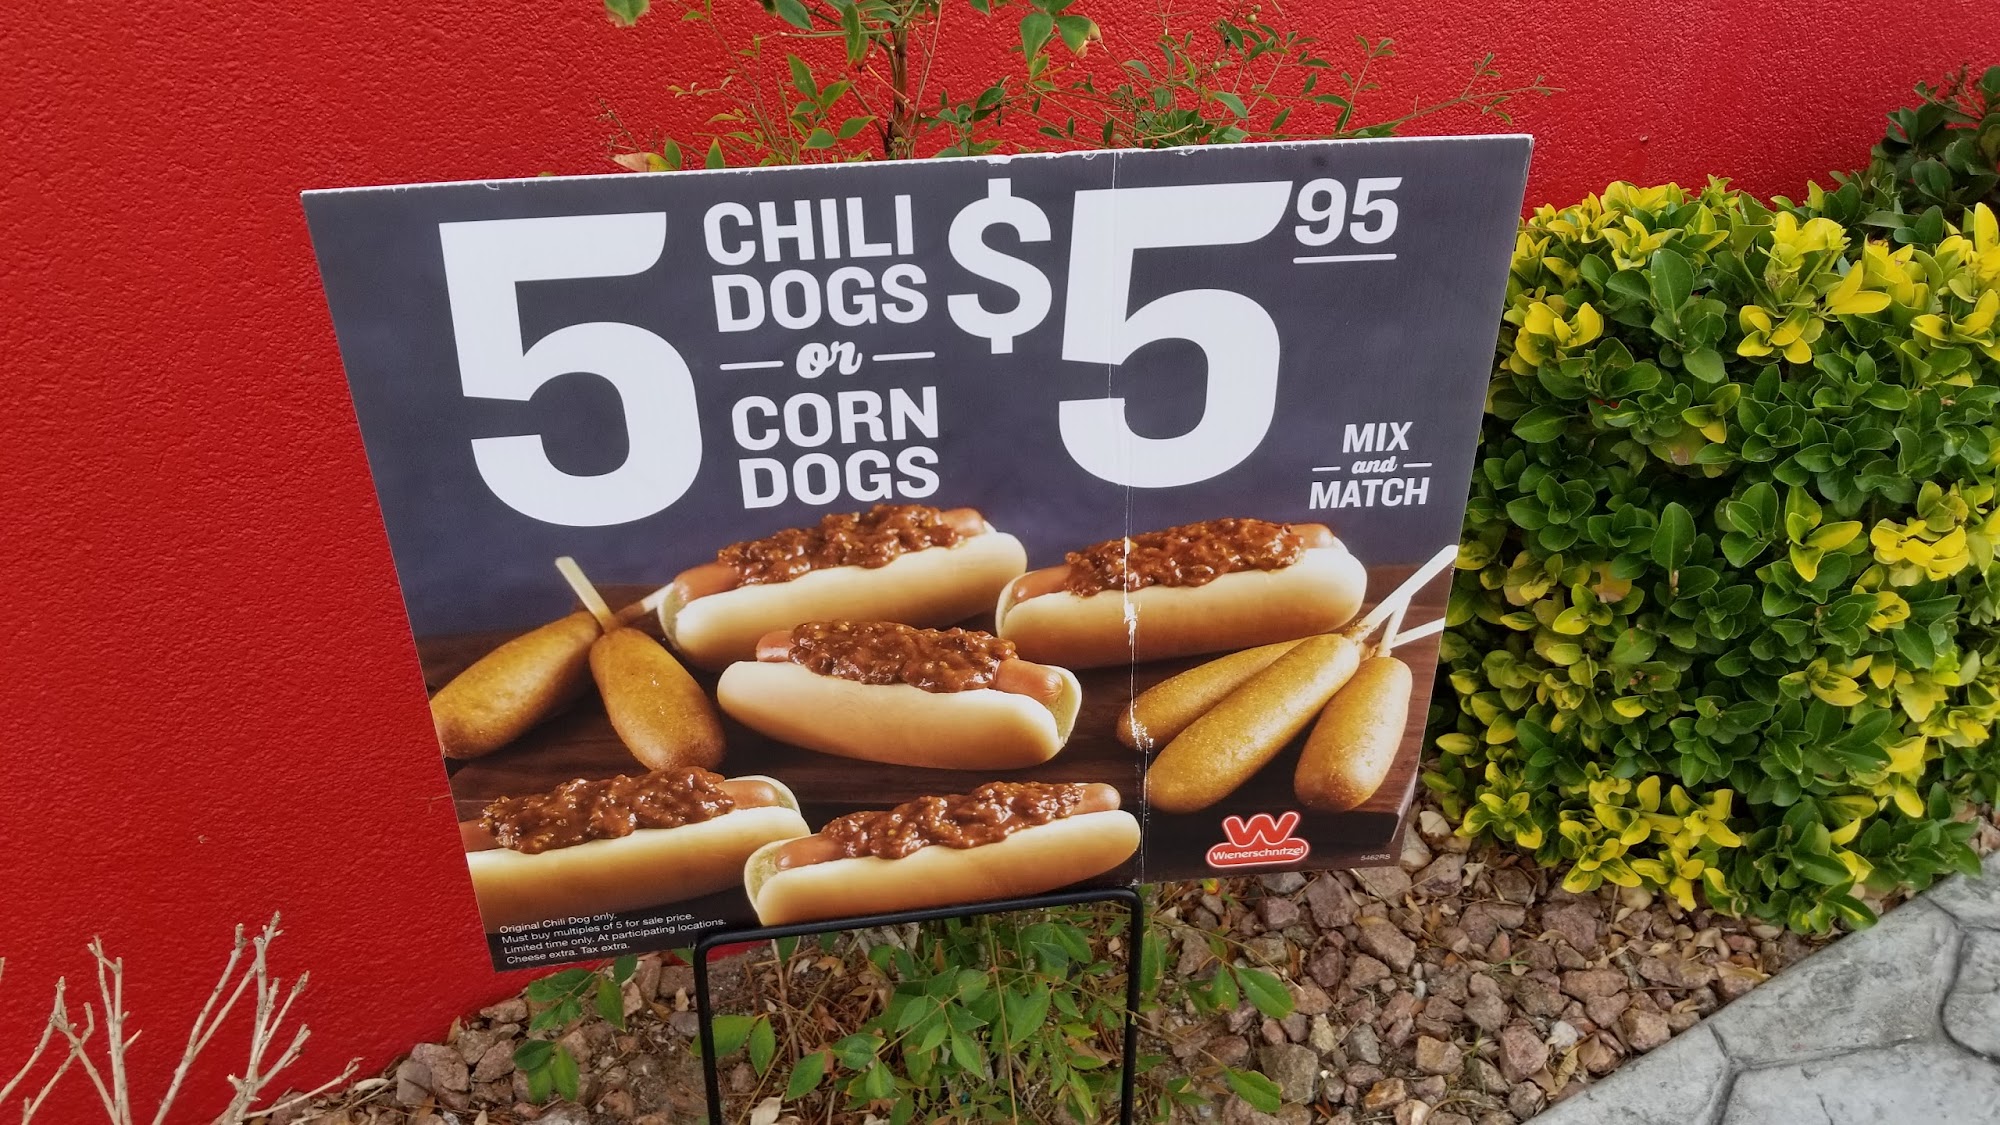 5
CHILI
DOGS
or
CORN
DOGS
$5 95
MIX
and
MATCH
W
Wienerschnitzel
5462RS
Original Chili Dog only.
Must buy multiples of 5 for sale price.
Limited time only. At participating locations.
Cheese extra. Tax extra.